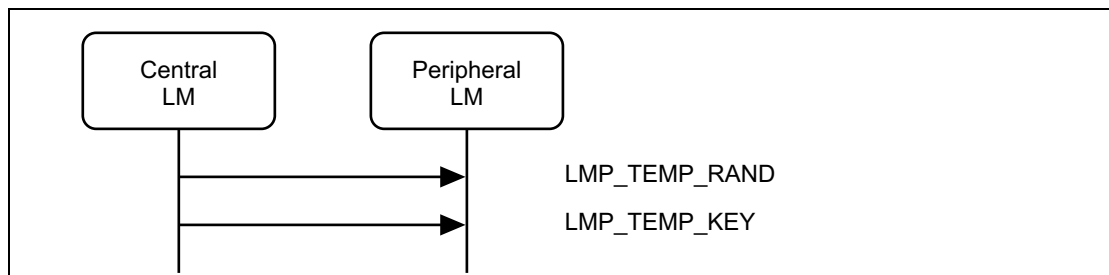 Central
LM
Peripheral
LM
LMP_TEMP_RAND
LMP_TEMP_KEY